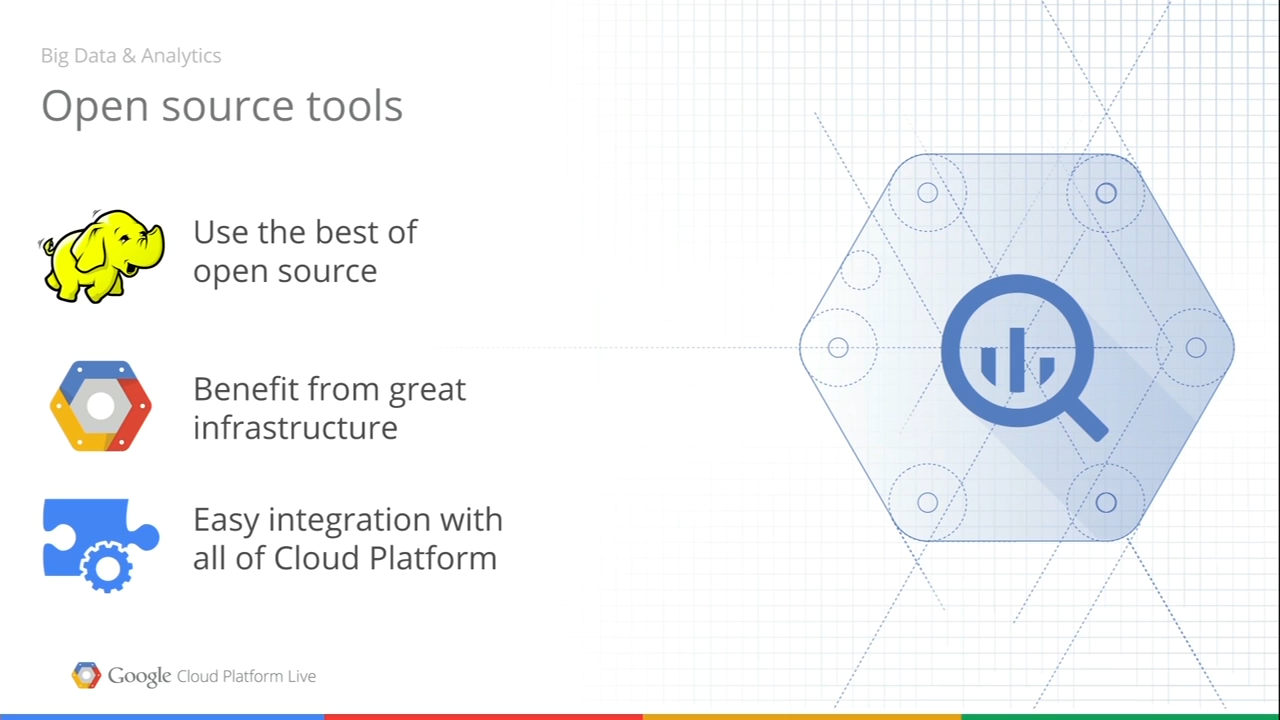 Big Data & Analytics
Open source tools
Use the best of
open source
Benefit from great
infrastructure
Easy integration with
all of Cloud Platform
Google Cloud Platform Live